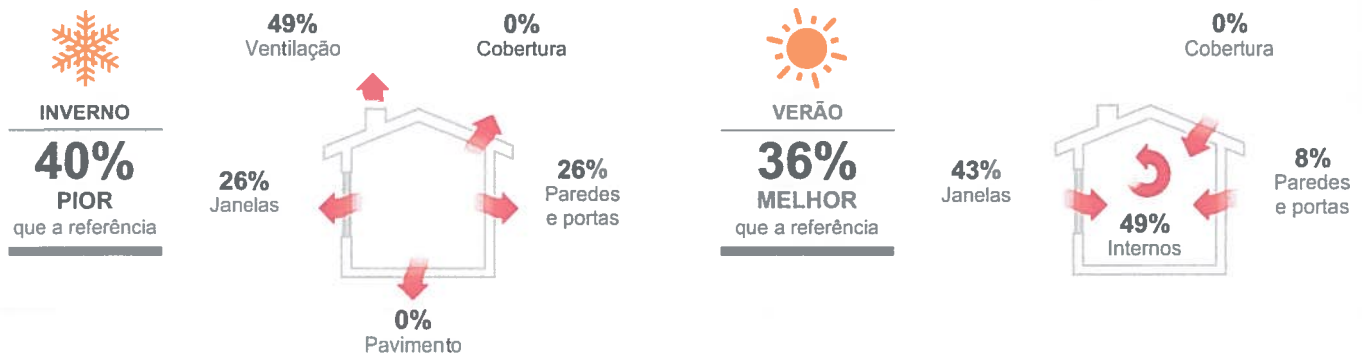 49%
Ventilação
0%
Cobertura
INVERNO
40%
PIOR
que a referência
26%
Janelas
26%
Paredes
e portas
0%
Pavimento
0%
Cobertura
VERÃO
36%
MELHOR
que a referência
43%
Janelas
49%
Internos
8%
Paredes
e portas